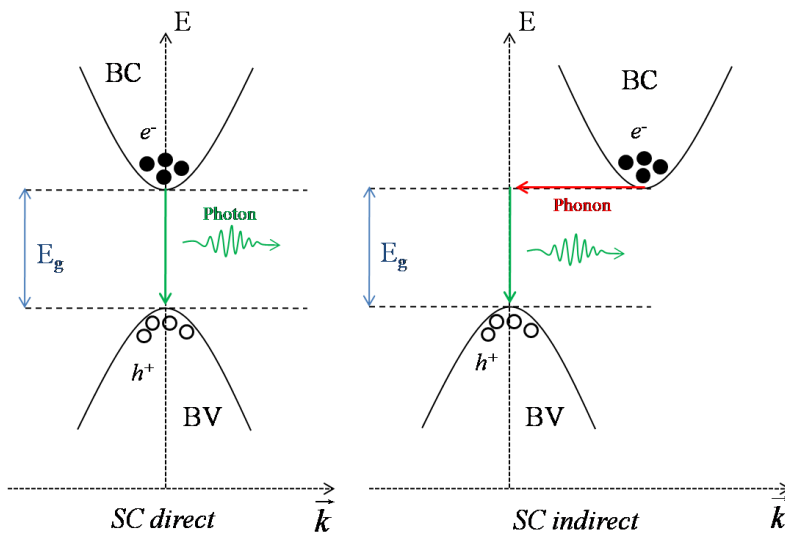 E
BC
e-
Photon
Eg
h+
BV
k
SC direct
E
BC
e-
Phonon
Eg
h+
BV
k
SC indirect